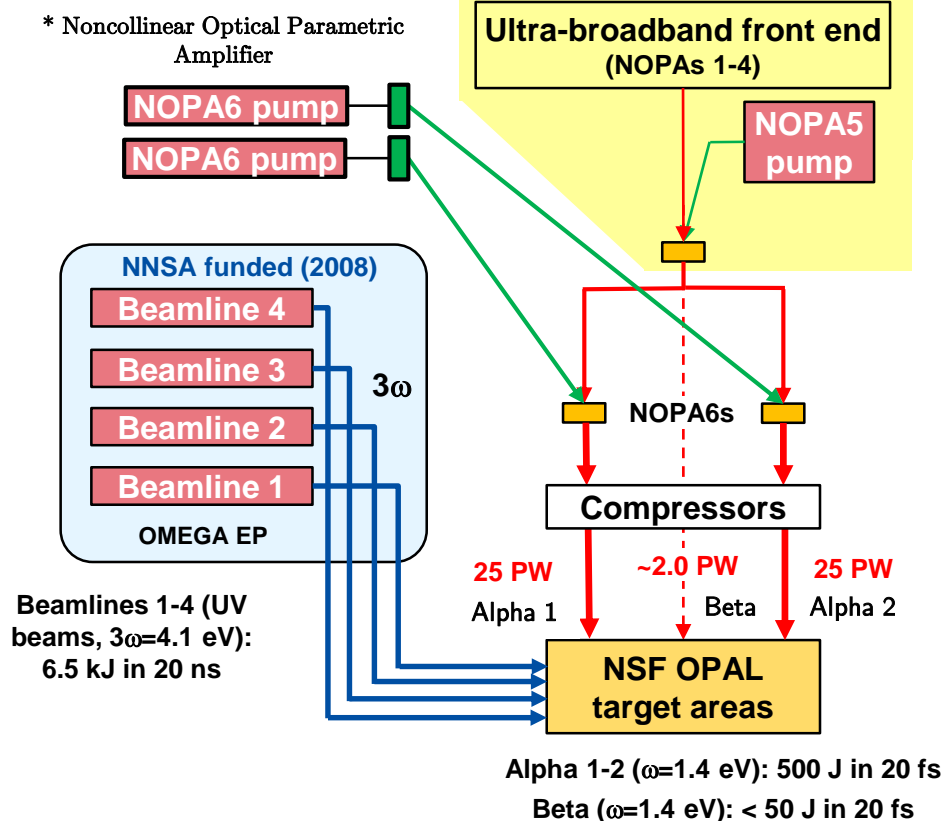 * Noncollinear Optical Parametric
Amplifier
Ultra-broadband front end
(NOPAs 1-4)
NOPA6 pump
NOPA6 pump
NOPA5
pump
NNSA funded (2008)
Beamline 4
Beamline 3
Beamline 2
Beamline 1
3ω
OMEGA EP
NOPA6s
Compressors
25 PW
~2.0 PW
25 PW
Alpha 1
Beta
Alpha 2
Beamlines 1-4 (UV
beams, 3ω=4.1 eV):
6.5 kJ in 20 ns
NSF OPAL
target areas
Alpha 1-2 (ω=1.4 eV): 500 J in 20 fs
Beta (ω=1.4 eV): < 50 J in 20 fs